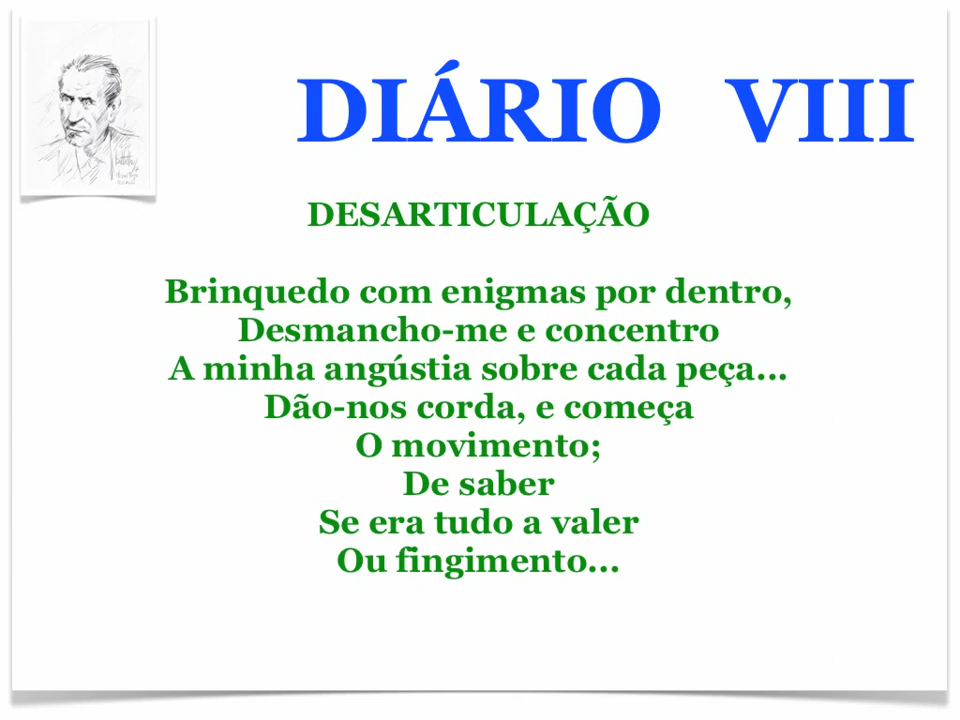 DIÁRIO VIII
DESARTICULAÇÃO
Brinquedo com enigmas por dentro,
Desmancho-me e concentro
A minha angústia sobre cada peça...
Dão-nos corda, e começa
O movimento;
De saber
Se era tudo a valer
Ou fingimento...